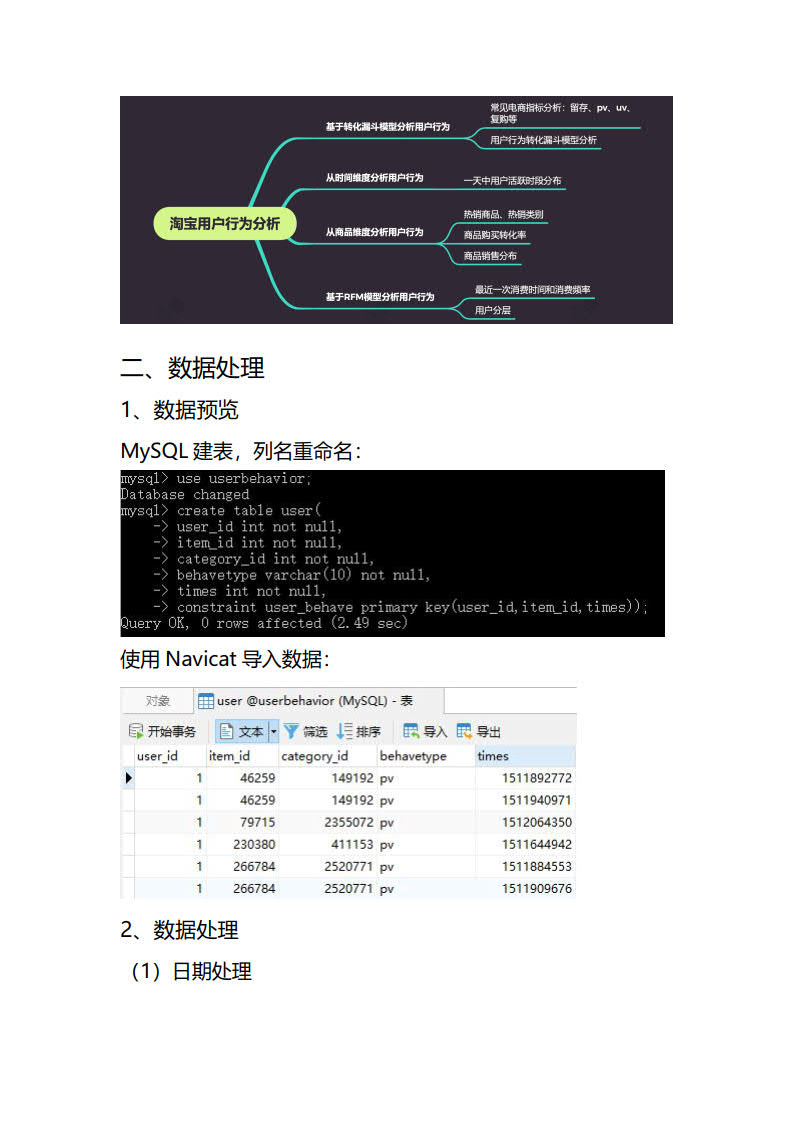 淘宝用户行为分析
基于转化漏斗模型分析用户行为
常见电商指标分析：留存、pv、uv、
复购等
用户行为转化漏斗模型分析
从时间维度分析用户行为
一天中用户活跃时段分布
从商品维度分析用户行为
热销商品、热销类别
商品购买转化率
商品销售分布
基于RFM模型分析用户行为
最近一次消费时间和消费频率
用户分层
二、数据处理
1、数据预览
MySQL 建表，列名重命名：
mysql> use userbehavior;
Database changed
mysql> create table user(
-> user_id int not null,
-> item_id int not null,
-> category_id int not null,
-> behavetype varchar(10) not null,
-> times int not null,
-> constraint user_behave primary key(user_id,item_id,times));
Query OK, 0 rows affected (2.49 sec)
使用 Navicat 导入数据：
对象 user @userbehavior (MySQL) - 表
开始事务 文本 筛选 排序 导入 导出
user_id item_id category_id behavetype times
1 46259 149192 pv 1511892772
1 46259 149192 pv 1511940971
1 79715 2355072 pv 1512064350
1 230380 411153 pv 1511644942
1 266784 2520771 pv 1511884553
1 266784 2520771 pv 1511909676
2、数据处理
（1）日期处理